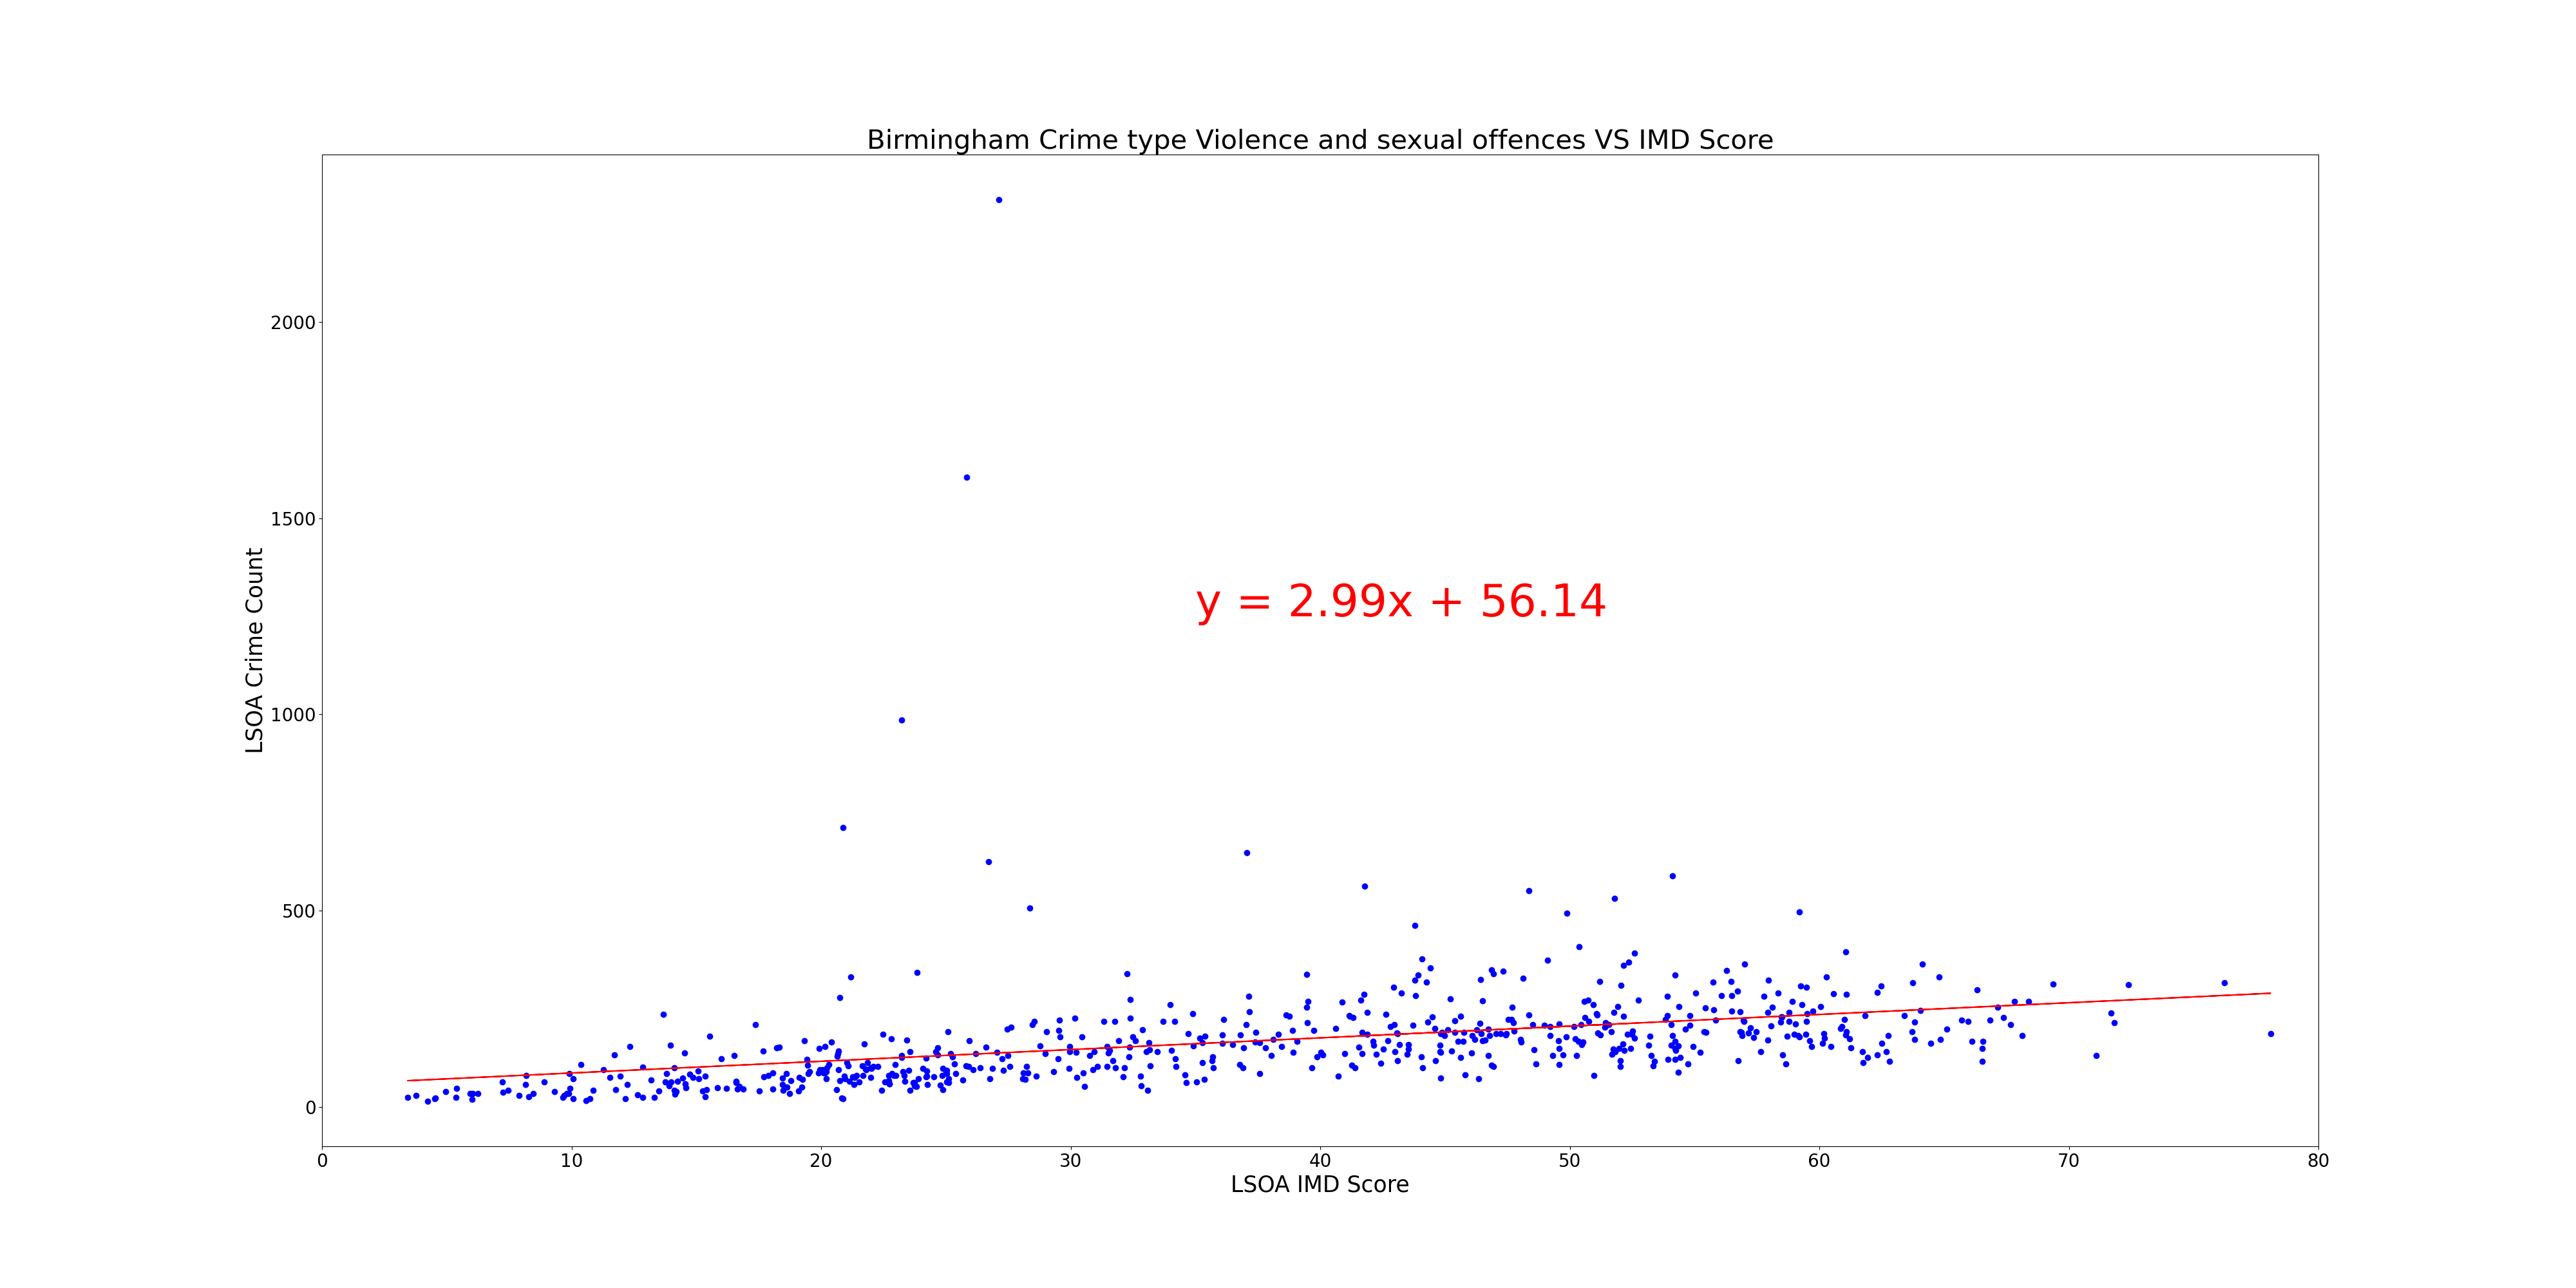 Birmingham Crime type Violence and sexual offences VS IMD Score
2000
1500
1000
500
0
LSOA Crime Count
y = 2.99x + 56.14
0 10 20 30 40 50 60 70 80
LSOA IMD Score